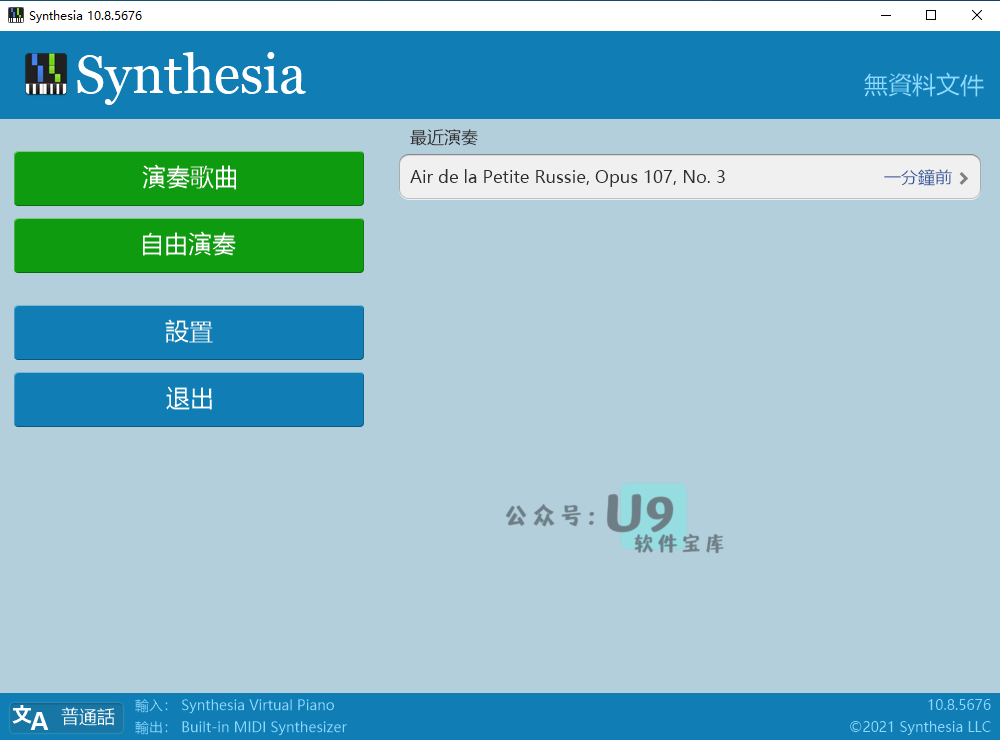 Synthesia 10.8.5676
Synthesia
無資料文件
演奏歌曲
自由演奏
設置
退出
最近演奏
Air de la Petite Russie, Opus 107, No. 3 一分鐘前
公众号：U9
软件宝库
普通話
輸入： Synthesia Virtual Piano
輸出： Built-in MIDI Synthesizer
10.8.5676
©2021 Synthesia LLC